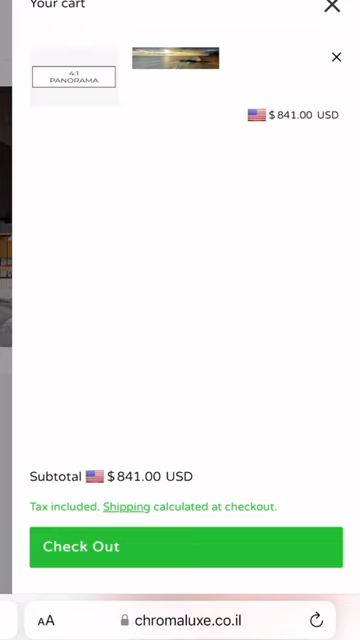 Your cart
4:1
PANORAMA
$841.00 USD
Subtotal $841.00 USD
Tax included. Shipping calculated at checkout.
Check Out
AA
chromaluxe.co.il